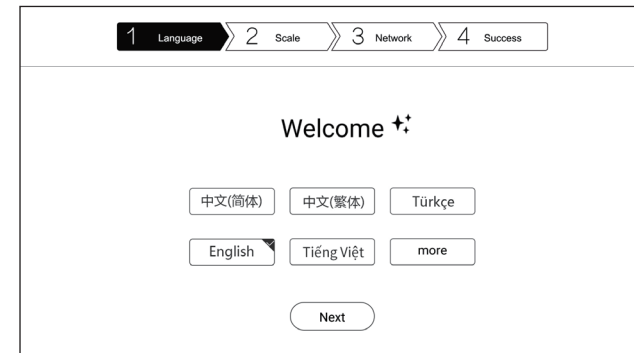 1 Language 2 Scale 3 Network 4 Success
Welcome
中文(简体) 中文(繁体) Türkçe
English Tiếng Việt more
Next